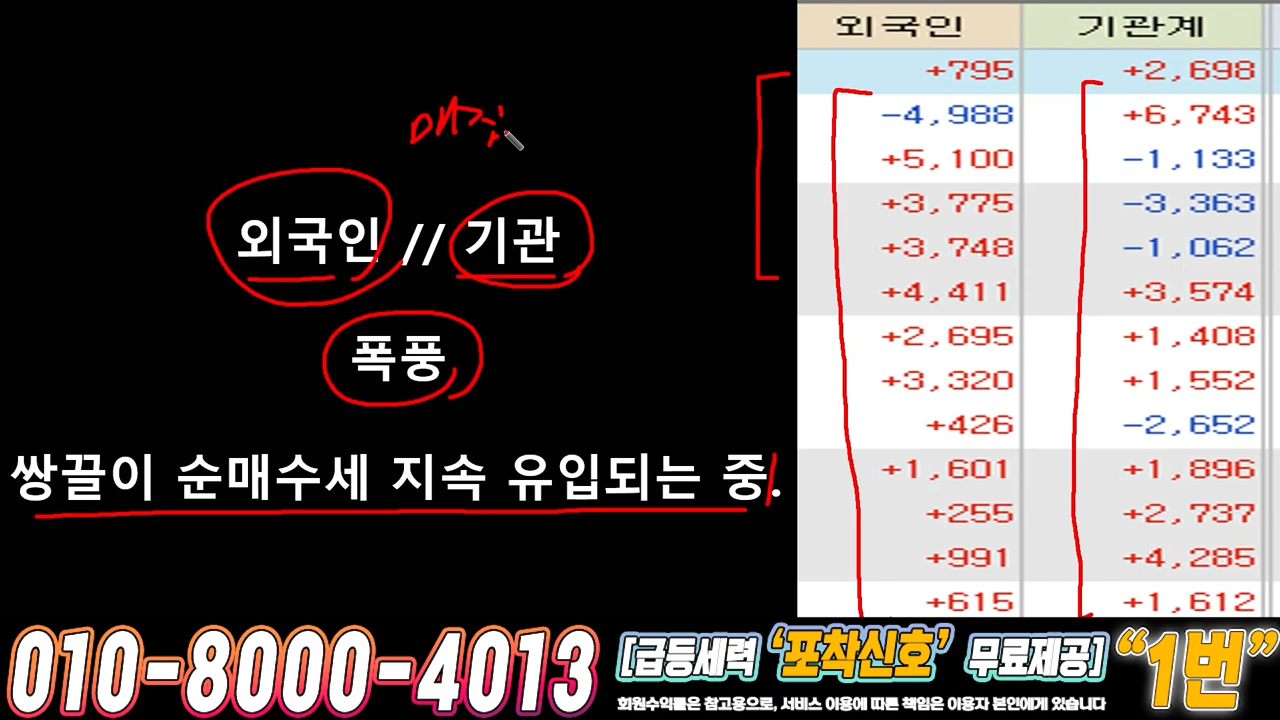 외국인 // 기관
폭풍
쌍끌이 순매수세 지속 유입되는 중.
외국인 기관계
+795 +2,698
-4,988 +6,743
+5,100 -1,133
+3,775 -3,363
+3,748 -1,062
+4,411 +3,574
+2,695 +1,408
+3,320 +1,552
+426 -2,652
+1,601 +1,896
+255 +2,737
+991 +4,285
+615 +1,612
010-8000-4013 [급등세력 ‘포착신호’ 무료제공] “1번”
회원수익률은 참고용으로, 서비스 이용에 따른 책임은 이용자 본인에게 있습니다